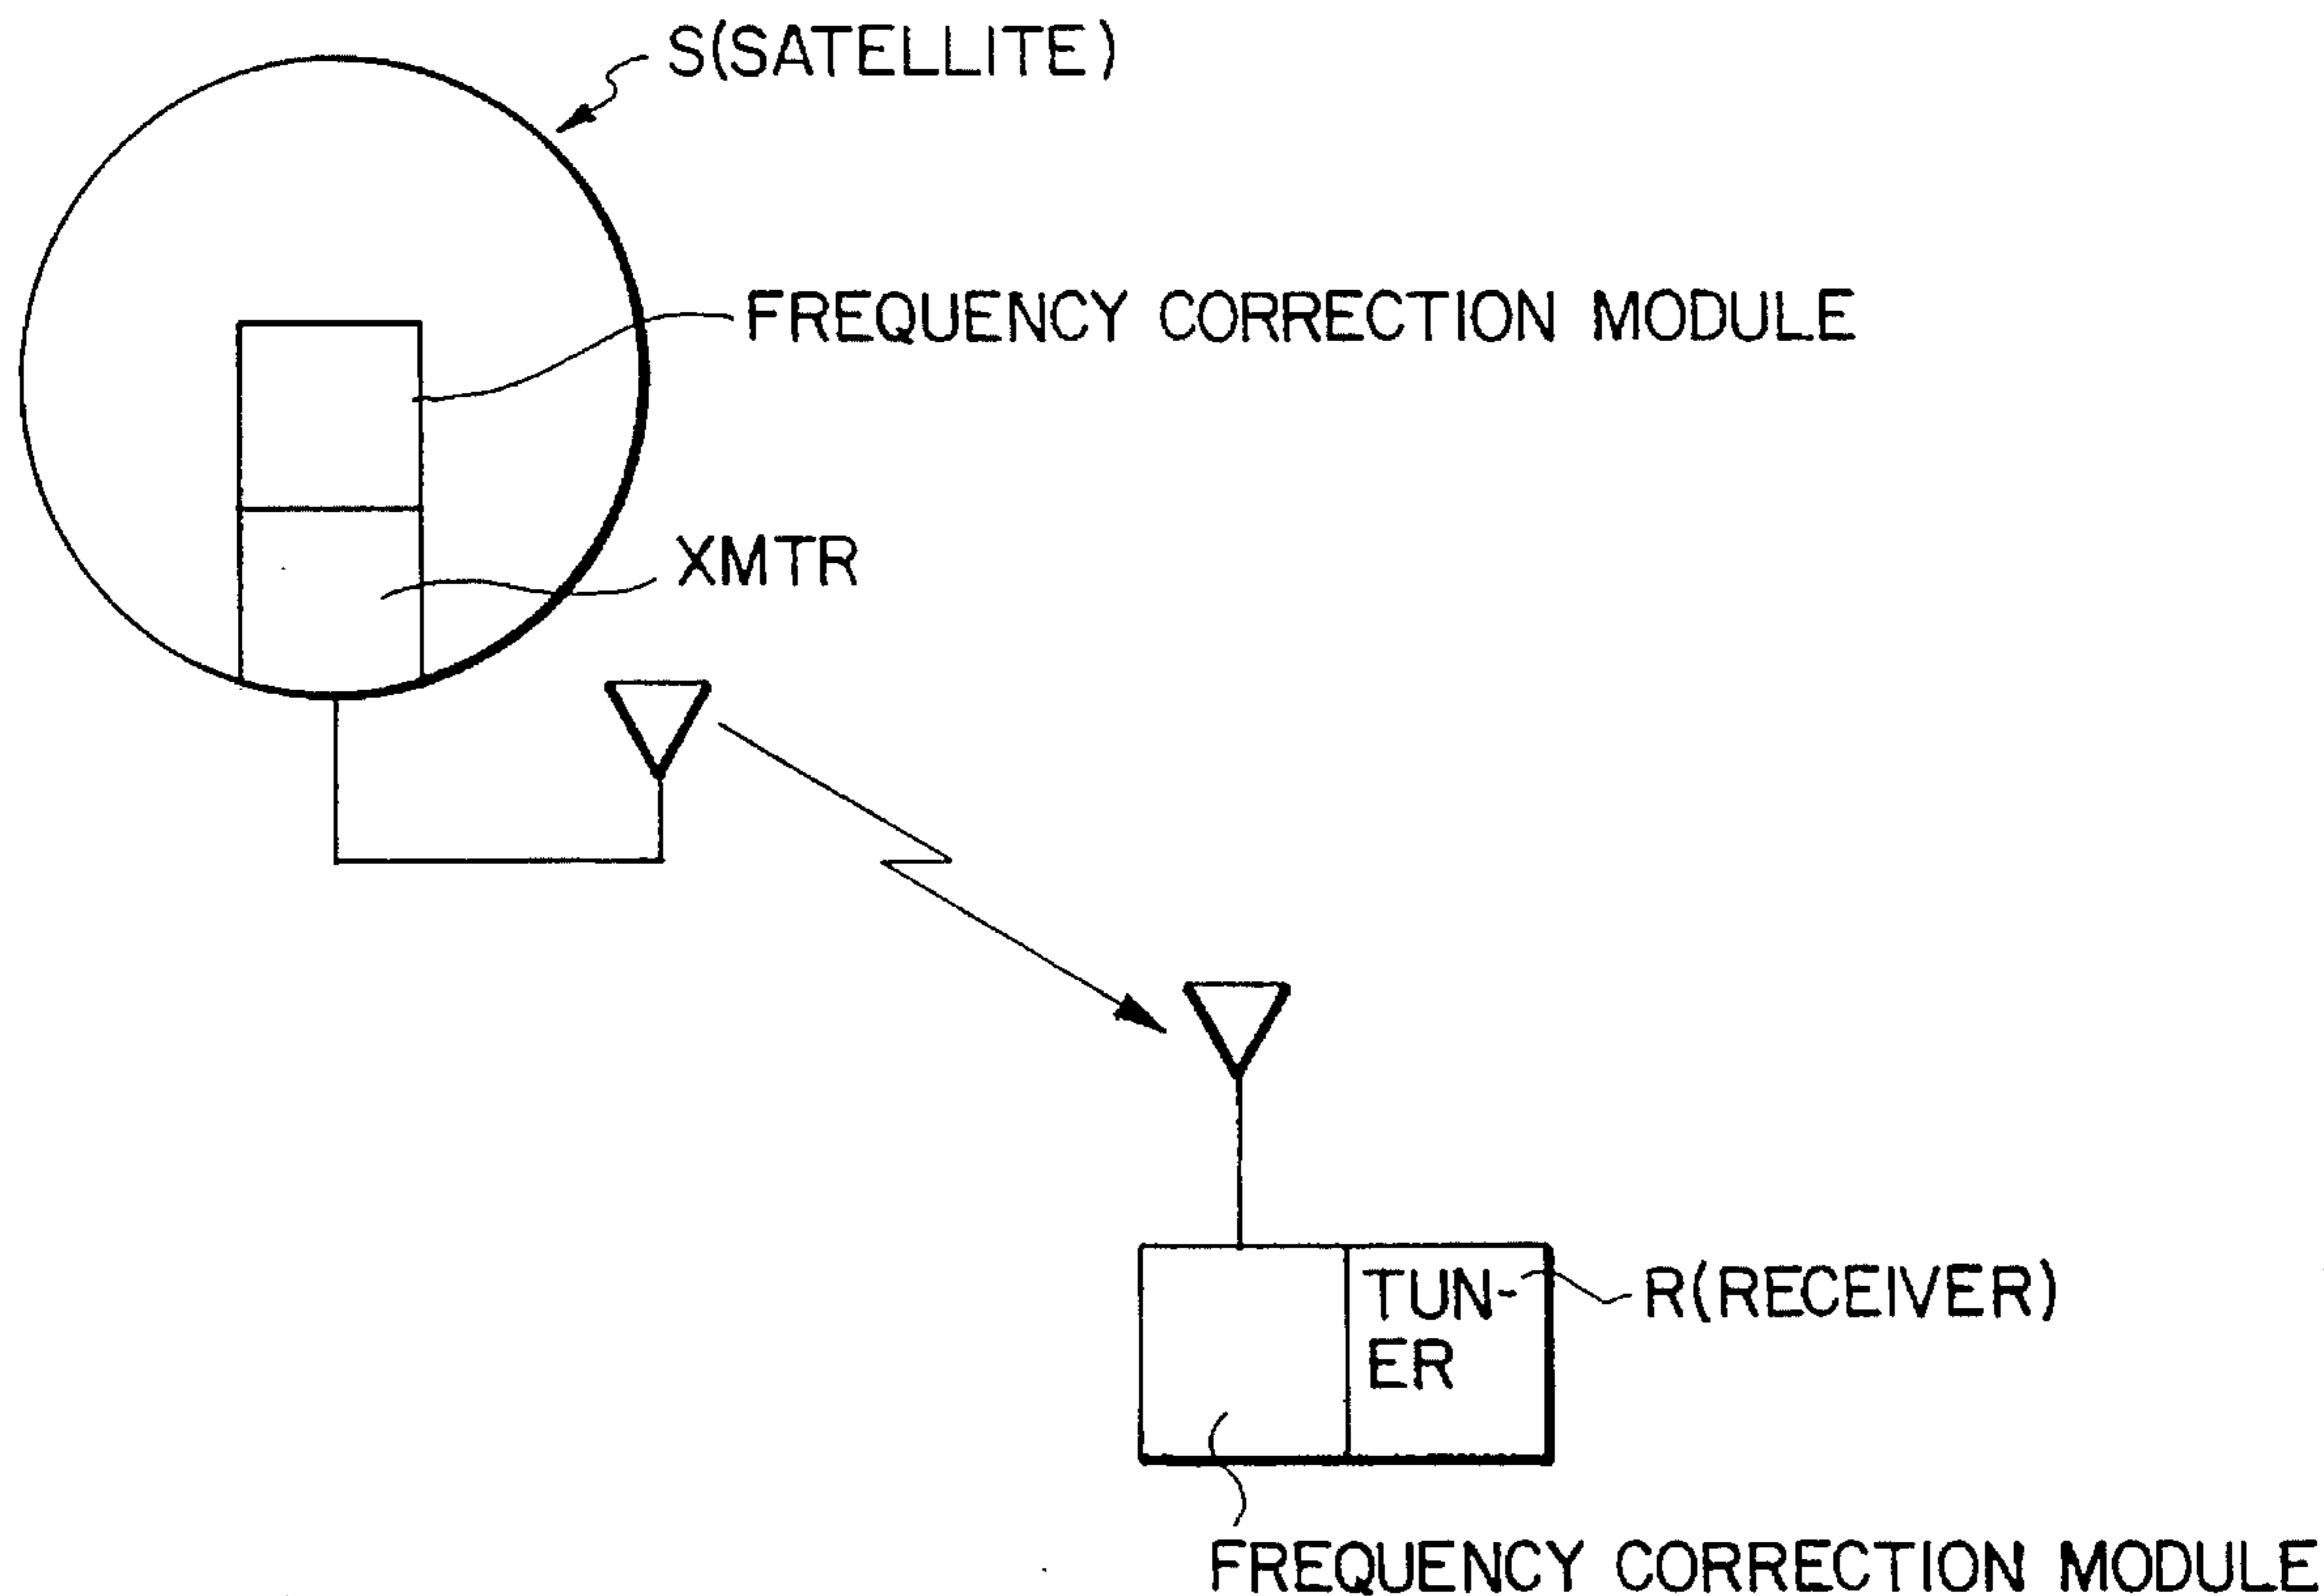 S(SATELLITE)
FREQUENCY CORRECTION MODULE
XMTR
TUN-
ER
R(RECEIVER)
FREQUENCY CORRECTION MODULE